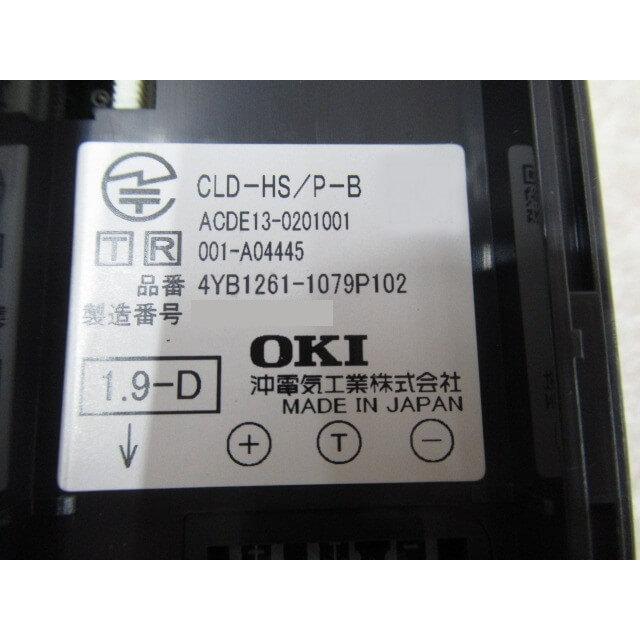 CLD-HS/P-B
ACDE13-0201001
T R 001-A04445
品番 4YB1261-1079P102
製造番号
OKI
1.9-D
沖電気工業株式会社
MADE IN JAPAN
+ T −